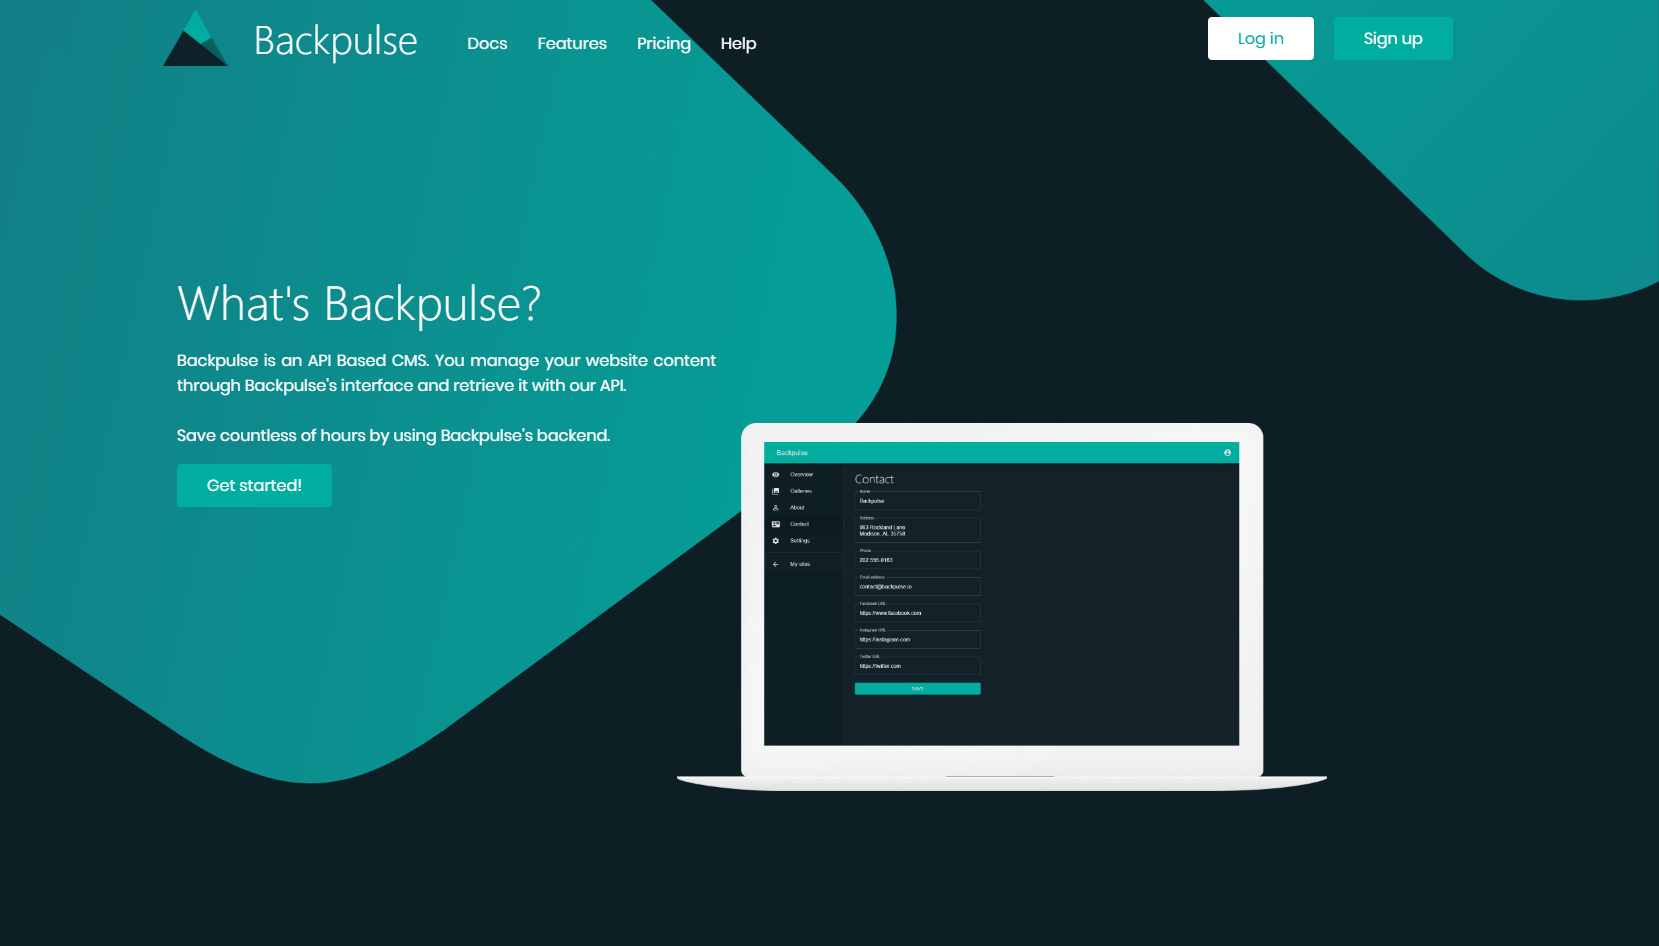 Backpulse
Docs
Features
Pricing
Help
Log in
Sign up
What's Backpulse?
Backpulse is an API Based CMS. You manage your website content
through Backpulse's interface and retrieve it with our API.
Save countless of hours by using Backpulse's backend.
Get started!
Backpulse
Overview
Galleries
About
Contact
Settings
My sites
Contact
Name
Backpulse
Address
963 Rockland Lane
Madison, AL 35758
Phone
202-555-0163
Email address
contact@backpulse.io
Facebook URL
https://www.facebook.com
Instagram URL
https://instagram.com
Twitter URL
https://twitter.com
SAVE